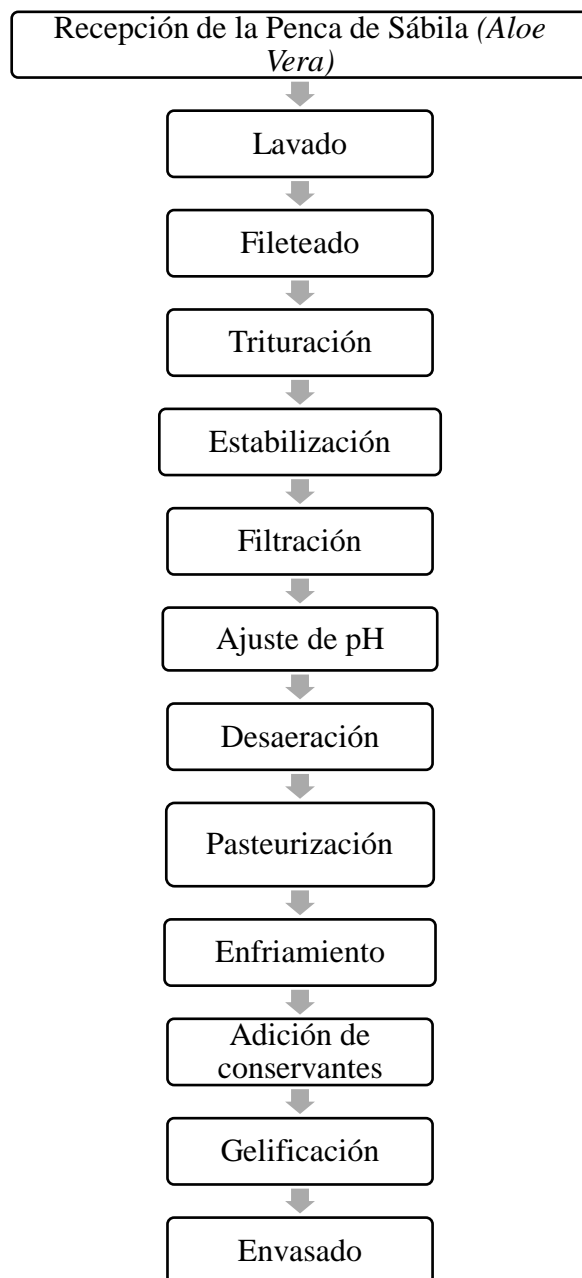 Recepción de la Penca de Sábila (Aloe
Vera)
Lavado
Fileteado
Trituración
Estabilización
Filtración
Ajuste de pH
Desaeración
Pasteurización
Enfriamiento
Adición de
conservantes
Gelificación
Envasado